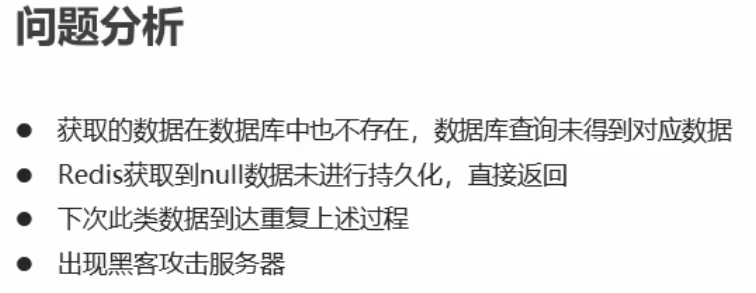 问题分析
● 获取的数据在数据库中也不存在，数据库查询未得到对应数据
● Redis获取到null数据未进行持久化，直接返回
● 下次此类数据到达重复上述过程
● 出现黑客攻击服务器